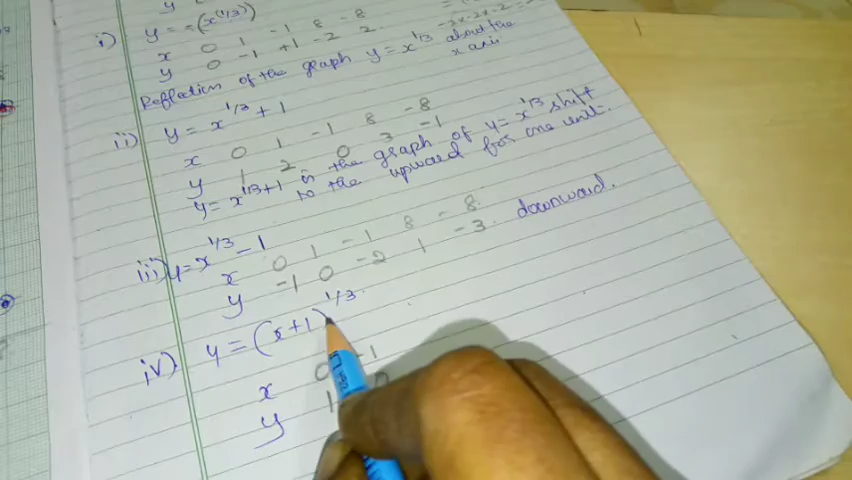 y
i) y = -(x^1/3)
x 0 1 -1 8 -8
y 0 -1 +1 -2 2
Reflection of the graph y = x^1/3 about the
x axis
ii) y = x^1/3 + 1
x 0 1 -1 8 -8
y 1 2 0 3 -1
y = x^1/3+1 is the graph of y = x^1/3 shift
to the upward for one unit.
iii) y = x^1/3 - 1
x 0 1 -1 8 -8
y -1 0 -2 1 -3 downward.
iv). y = (x+1)^1/3.
x 0 -1
y 1 0